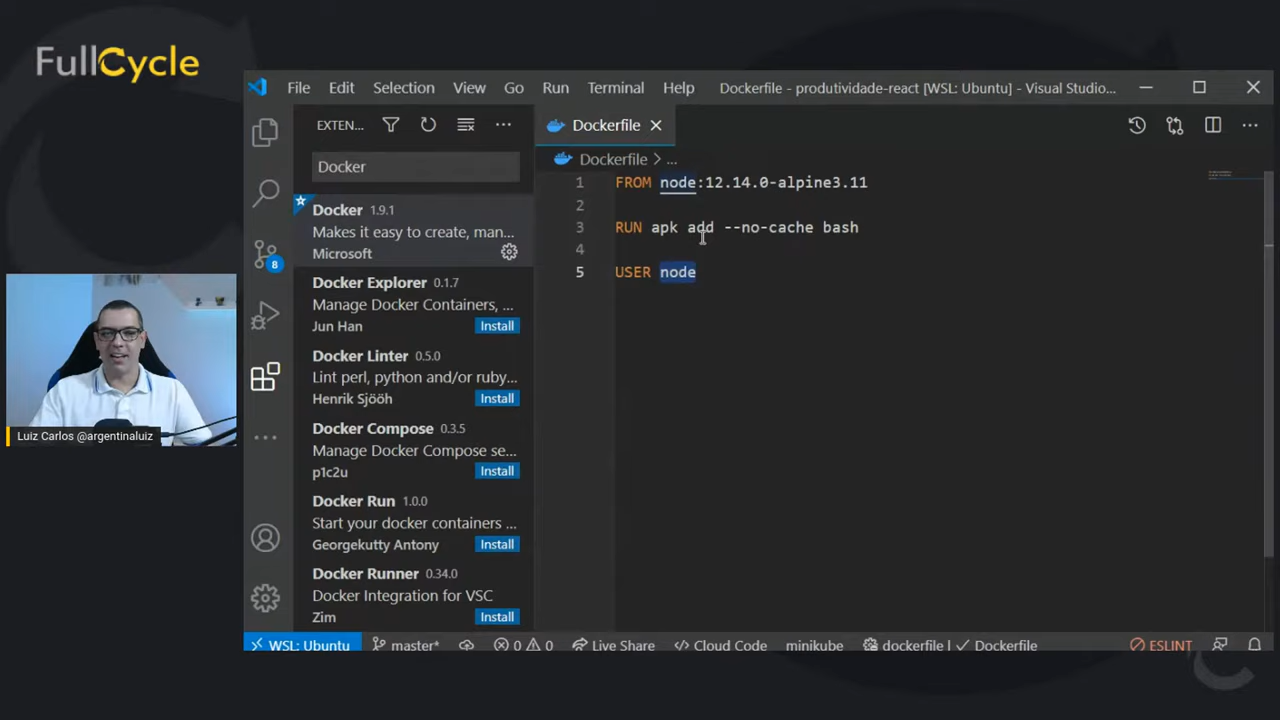 FullCycle
File Edit Selection View Go Run Terminal Help Dockerfile - produtividade-react [WSL: Ubuntu] - Visual Studio...
EXTEN...
Docker
Docker 1.9.1
Makes it easy to create, man...
Microsoft
Docker Explorer 0.1.7
Manage Docker Containers, ...
Jun Han Install
Docker Linter 0.5.0
Lint perl, python and/or ruby...
Henrik Sjööh Install
Docker Compose 0.3.5
Manage Docker Compose se...
p1c2u Install
Docker Run 1.0.0
Start your docker containers ...
Georgekutty Antony Install
Docker Runner 0.34.0
Docker Integration for VSC
Zim Install
8
Dockerfile
Dockerfile > ...
1 FROM node:12.14.0-alpine3.11
2
3 RUN apk add --no-cache bash
4
5 USER node
Luiz Carlos @argentinaluiz
WSL: Ubuntu master* 0 0 Live Share Cloud Code minikube dockerfile | Dockerfile ESLINT